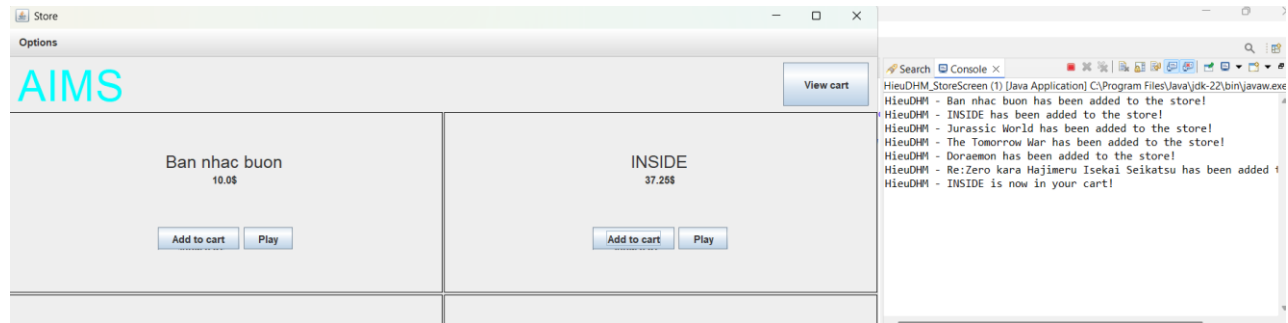 Store
Options
AIMS
View cart
Ban nhac buon
10.0$
Add to cart Play
INSIDE
37.25$
Add to cart Play
Search Console
HieuDHM_StoreScreen (1) [Java Application] C:\Program Files\Java\jdk-22\bin\javaw.exe
HieuDHM - Ban nhac buon has been added to the store!
HieuDHM - INSIDE has been added to the store!
HieuDHM - Jurassic World has been added to the store!
HieuDHM - The Tomorrow War has been added to the store!
HieuDHM - Doraemon has been added to the store!
HieuDHM - Re:Zero kara Hajimeru Isekai Seikatsu has been added
HieuDHM - INSIDE is now in your cart!